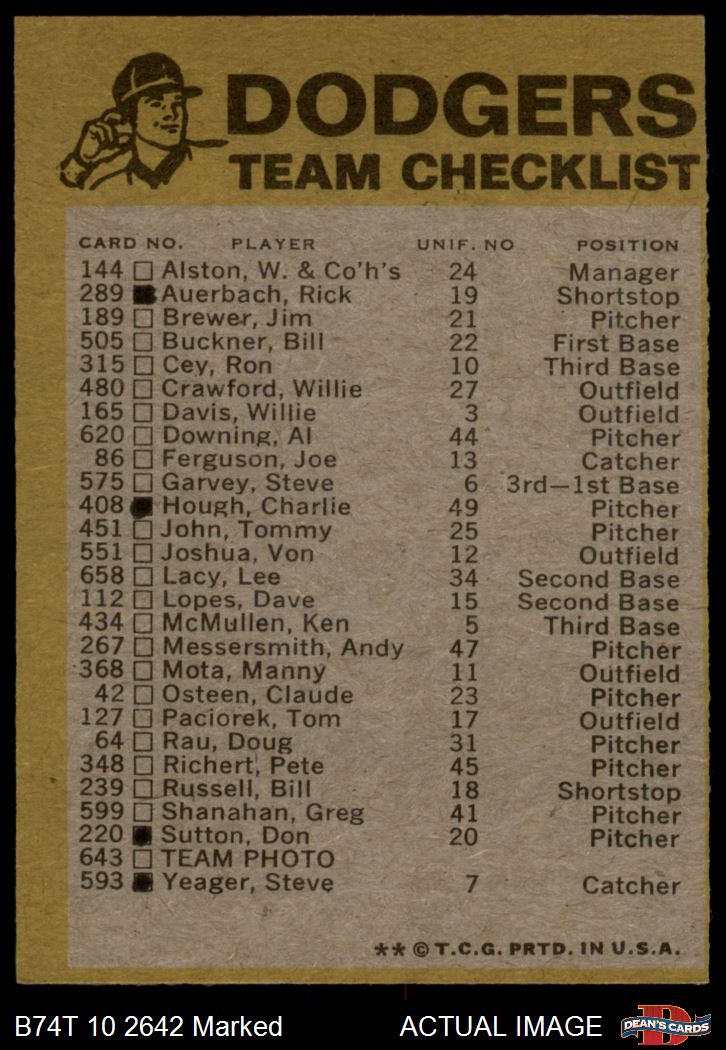 DODGERS
TEAM CHECKLIST
CARD NO. PLAYER UNIF. NO POSITION
144 Alston, W. & Co'h's 24 Manager
289 Auerbach, Rick 19 Shortstop
189 Brewer, Jim 21 Pitcher
505 Buckner, Bill 22 First Base
315 Cey, Ron 10 Third Base
480 Crawford, Willie 27 Outfield
165 Davis, Willie 3 Outfield
620 Downing, Al 44 Pitcher
86 Ferguson, Joe 13 Catcher
575 Garvey, Steve 6 3rd—1st Base
408 Hough, Charlie 49 Pitcher
451 John, Tommy 25 Pitcher
551 Joshua, Von 12 Outfield
658 Lacy, Lee 34 Second Base
112 Lopes, Dave 15 Second Base
434 McMullen, Ken 5 Third Base
267 Messersmith, Andy 47 Pitcher
368 Mota, Manny 11 Outfield
42 Osteen, Claude 23 Pitcher
127 Paciorek, Tom 17 Outfield
64 Rau, Doug 31 Pitcher
348 Richert, Pete 45 Pitcher
239 Russell, Bill 18 Shortstop
599 Shanahan, Greg 41 Pitcher
220 Sutton, Don 20 Pitcher
643 TEAM PHOTO
593 Yeager, Steve 7 Catcher
** © T.C.G. PRTD. IN U.S.A.
B74T 10 2642 Marked ACTUAL IMAGE DEAN'S CARDS